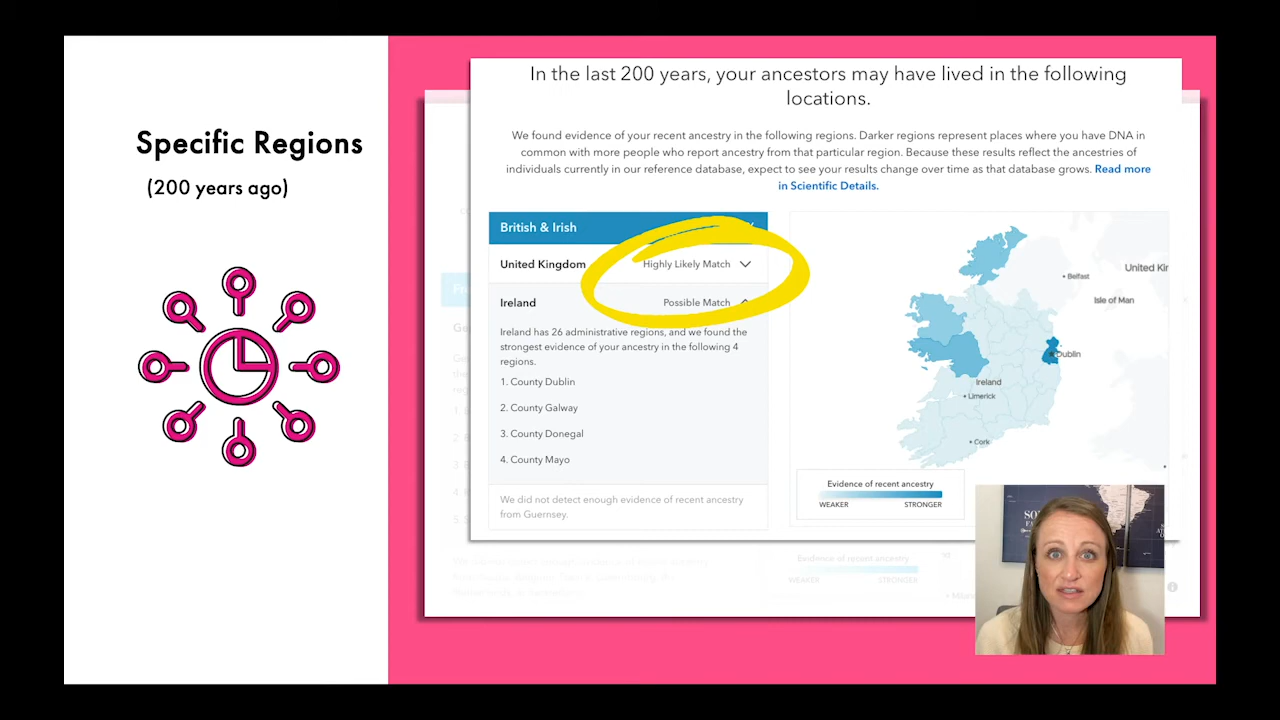 Specific Regions
(200 years ago)
In the last 200 years, your ancestors may have lived in the following
locations.
We found evidence of your recent ancestry in the following regions. Darker regions represent places where you have DNA in
common with more people who report ancestry from that particular region. Because these results reflect the ancestries of
individuals currently in our reference database, expect to see your results change over time as that database grows. Read more
in Scientific Details.
British & Irish
United Kingdom Highly Likely Match
Ireland Possible Match
Ireland has 26 administrative regions, and we found the
strongest evidence of your ancestry in the following 4
regions.
1. County Dublin
2. County Galway
3. County Donegal
4. County Mayo
We did not detect enough evidence of recent ancestry
from Guernsey.
United Kin
Belfast
Isle of Man
Dublin
Ireland
Limerick
Cork
Evidence of recent ancestry
WEAKER STRONGER
Evidence of recent ancestry
WEAKER STRONGER
Milano